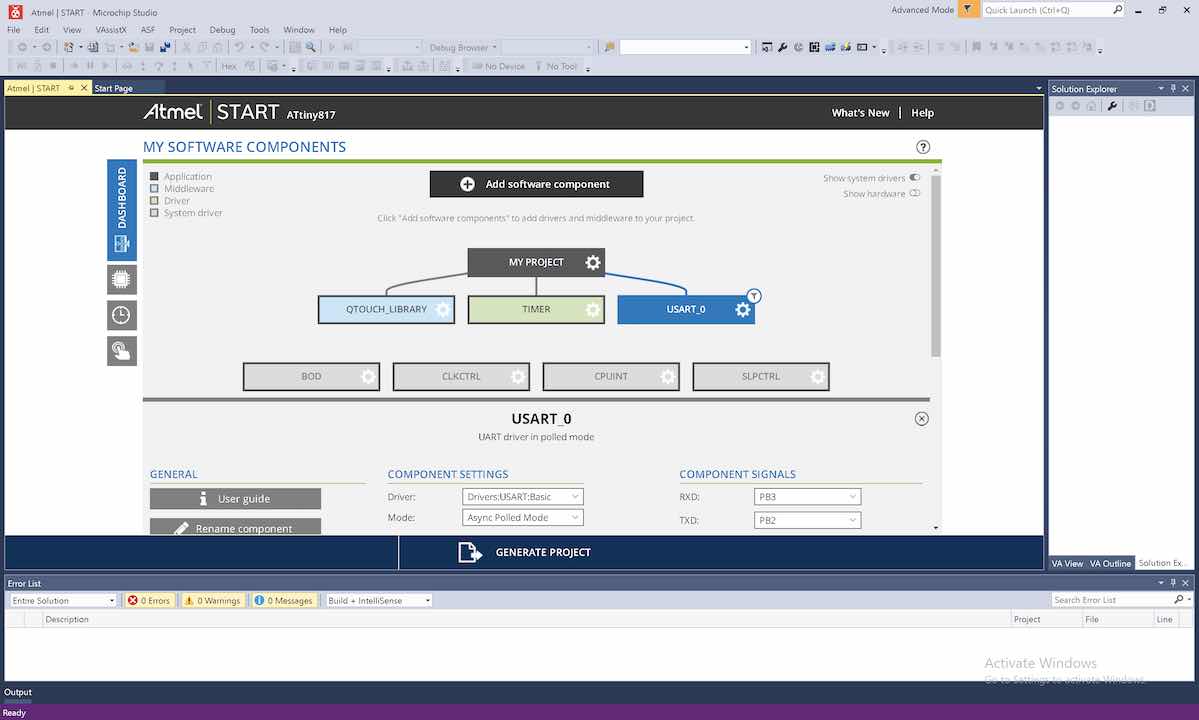 Atmel | START - Microchip Studio
Advanced Mode
Quick Launch (Ctrl+Q)
File Edit View VAssistX ASF Project Debug Tools Window Help
Debug Browser
Hex
No Device
No Tool
Atmel | START
Start Page
Solution Explorer
Atmel | START ATtiny817
What's New | Help
MY SOFTWARE COMPONENTS
?
DASHBOARD
Application
Middleware
Driver
System driver
Add software component
Show system drivers
Show hardware
Click "Add software components" to add drivers and middleware to your project.
MY PROJECT
QTOUCH_LIBRARY
TIMER
USART_0
BOD
CLKCTRL
CPUINT
SLPCTRL
USART_0
UART driver in polled mode
GENERAL
User guide
Rename component
COMPONENT SETTINGS
Driver: Drivers:USART:Basic
Mode: Async Polled Mode
COMPONENT SIGNALS
RXD: PB3
TXD: PB2
GENERATE PROJECT
VA View VA Outline Solution Ex...
Error List
Entire Solution
0 Errors
0 Warnings
0 Messages
Build + IntelliSense
Search Error List
Description Project File Line
Activate Windows
Go to Settings to activate Windows.
Output
Ready